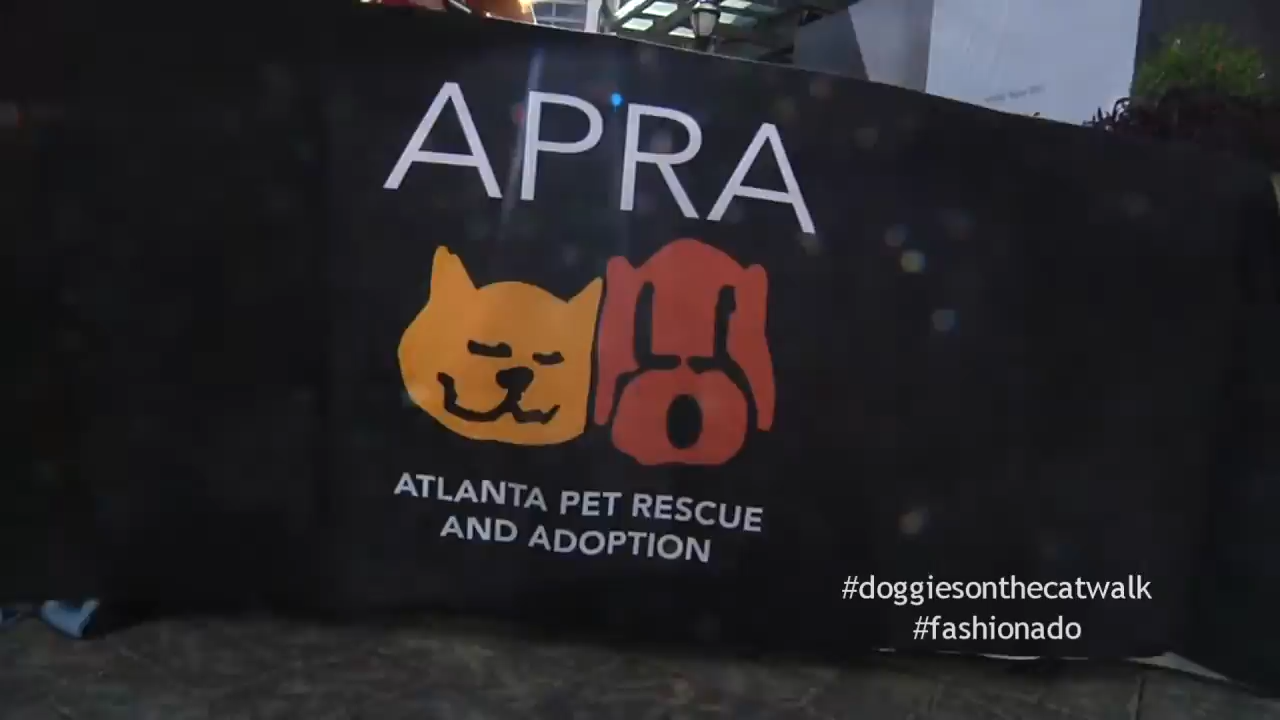 APRA
ATLANTA PET RESCUE
AND ADOPTION
#doggiesonthecatwalk
#fashionado